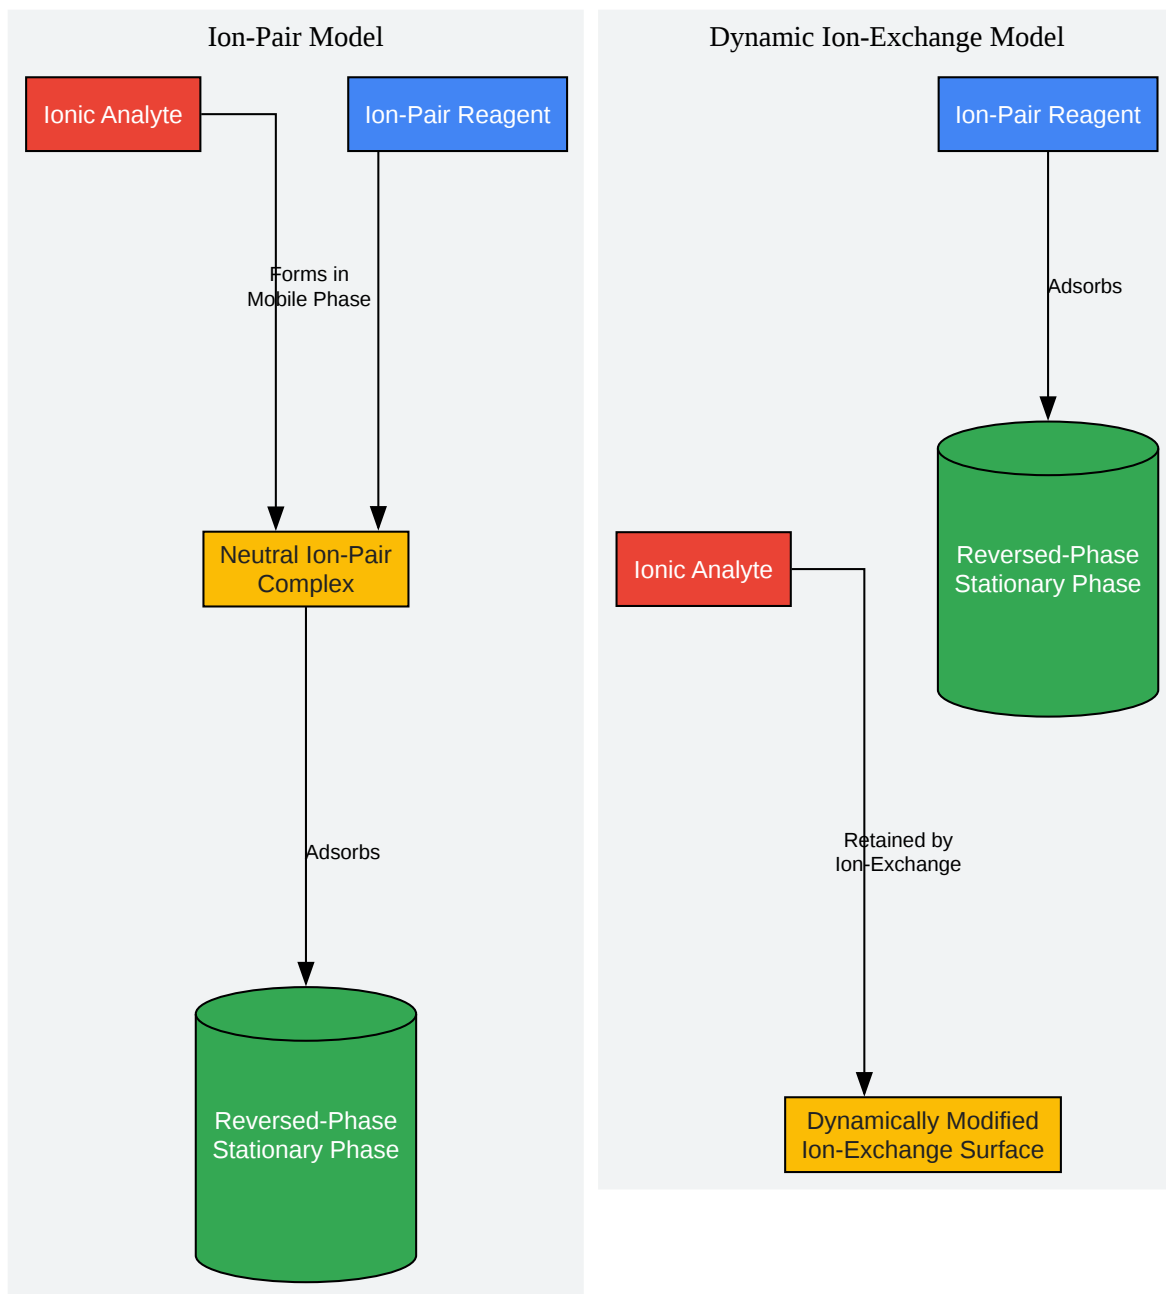 Ion-Pair Model
Ionic Analyte
Ion-Pair Reagent
Forms in
Mobile Phase
Neutral Ion-Pair
Complex
Adsorbs
Reversed-Phase
Stationary Phase
Dynamic Ion-Exchange Model
Ion-Pair Reagent
Adsorbs
Reversed-Phase
Stationary Phase
Ionic Analyte
Retained by
Ion-Exchange
Dynamically Modified
Ion-Exchange Surface